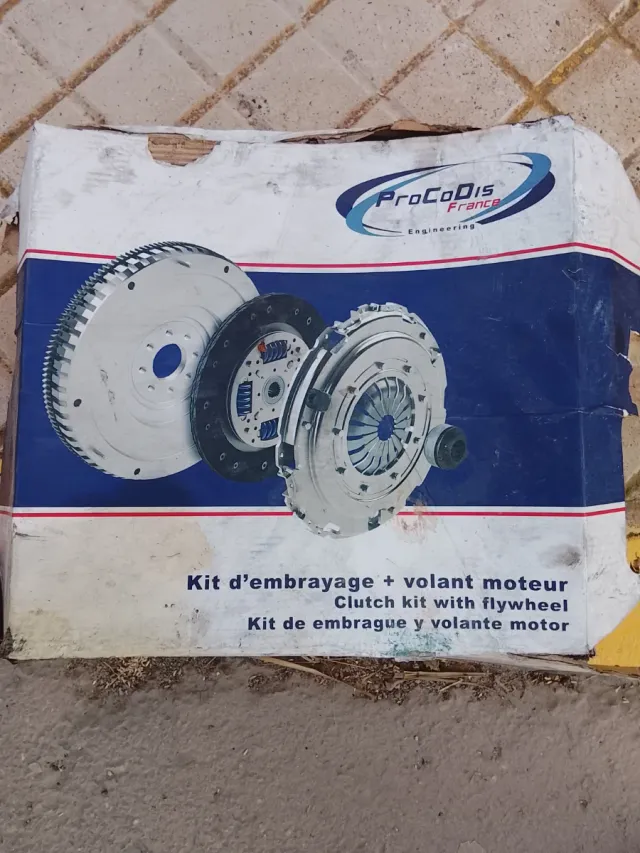 ProCoDis
France
Engineering
Kit d'embrayage + volant moteur
Clutch kit with flywheel
Kit de embrague y volante motor